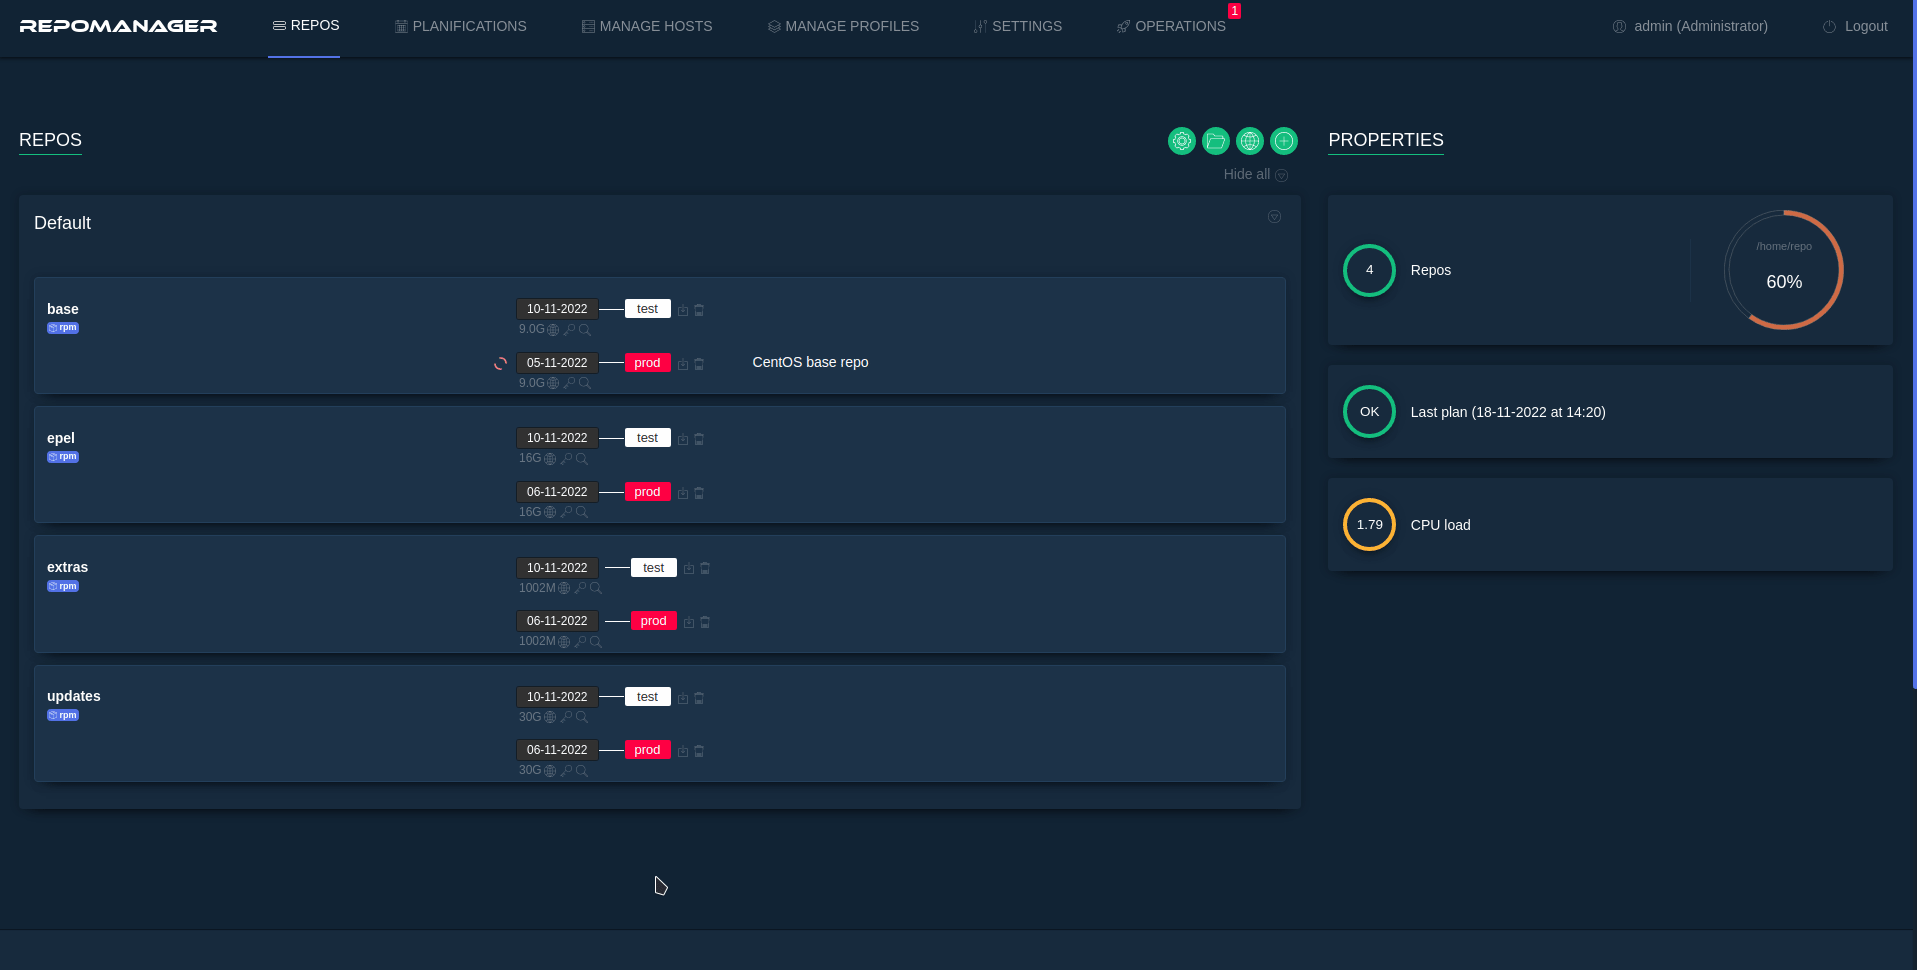 REPOMANAGER REPOS PLANIFICATIONS MANAGE HOSTS MANAGE PROFILES SETTINGS OPERATIONS 1 admin (Administrator) Logout
REPOS
Hide all
Default
base 10-11-2022 test
rpm 9.0G
05-11-2022 prod CentOS base repo
9.0G
epel 10-11-2022 test
rpm 16G
06-11-2022 prod
16G
extras 10-11-2022 test
rpm 1002M
06-11-2022 prod
1002M
updates 10-11-2022 test
rpm 30G
06-11-2022 prod
30G
PROPERTIES
4 Repos
/home/repo
60%
OK Last plan (18-11-2022 at 14:20)
1.79 CPU load